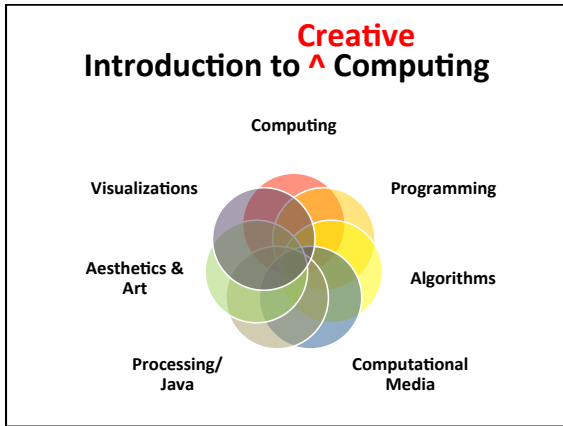 Creative
Introduction to ^ Computing
Computing
Visualizations
Programming
Aesthetics &
Art
Algorithms
Processing/
Java
Computational
Media